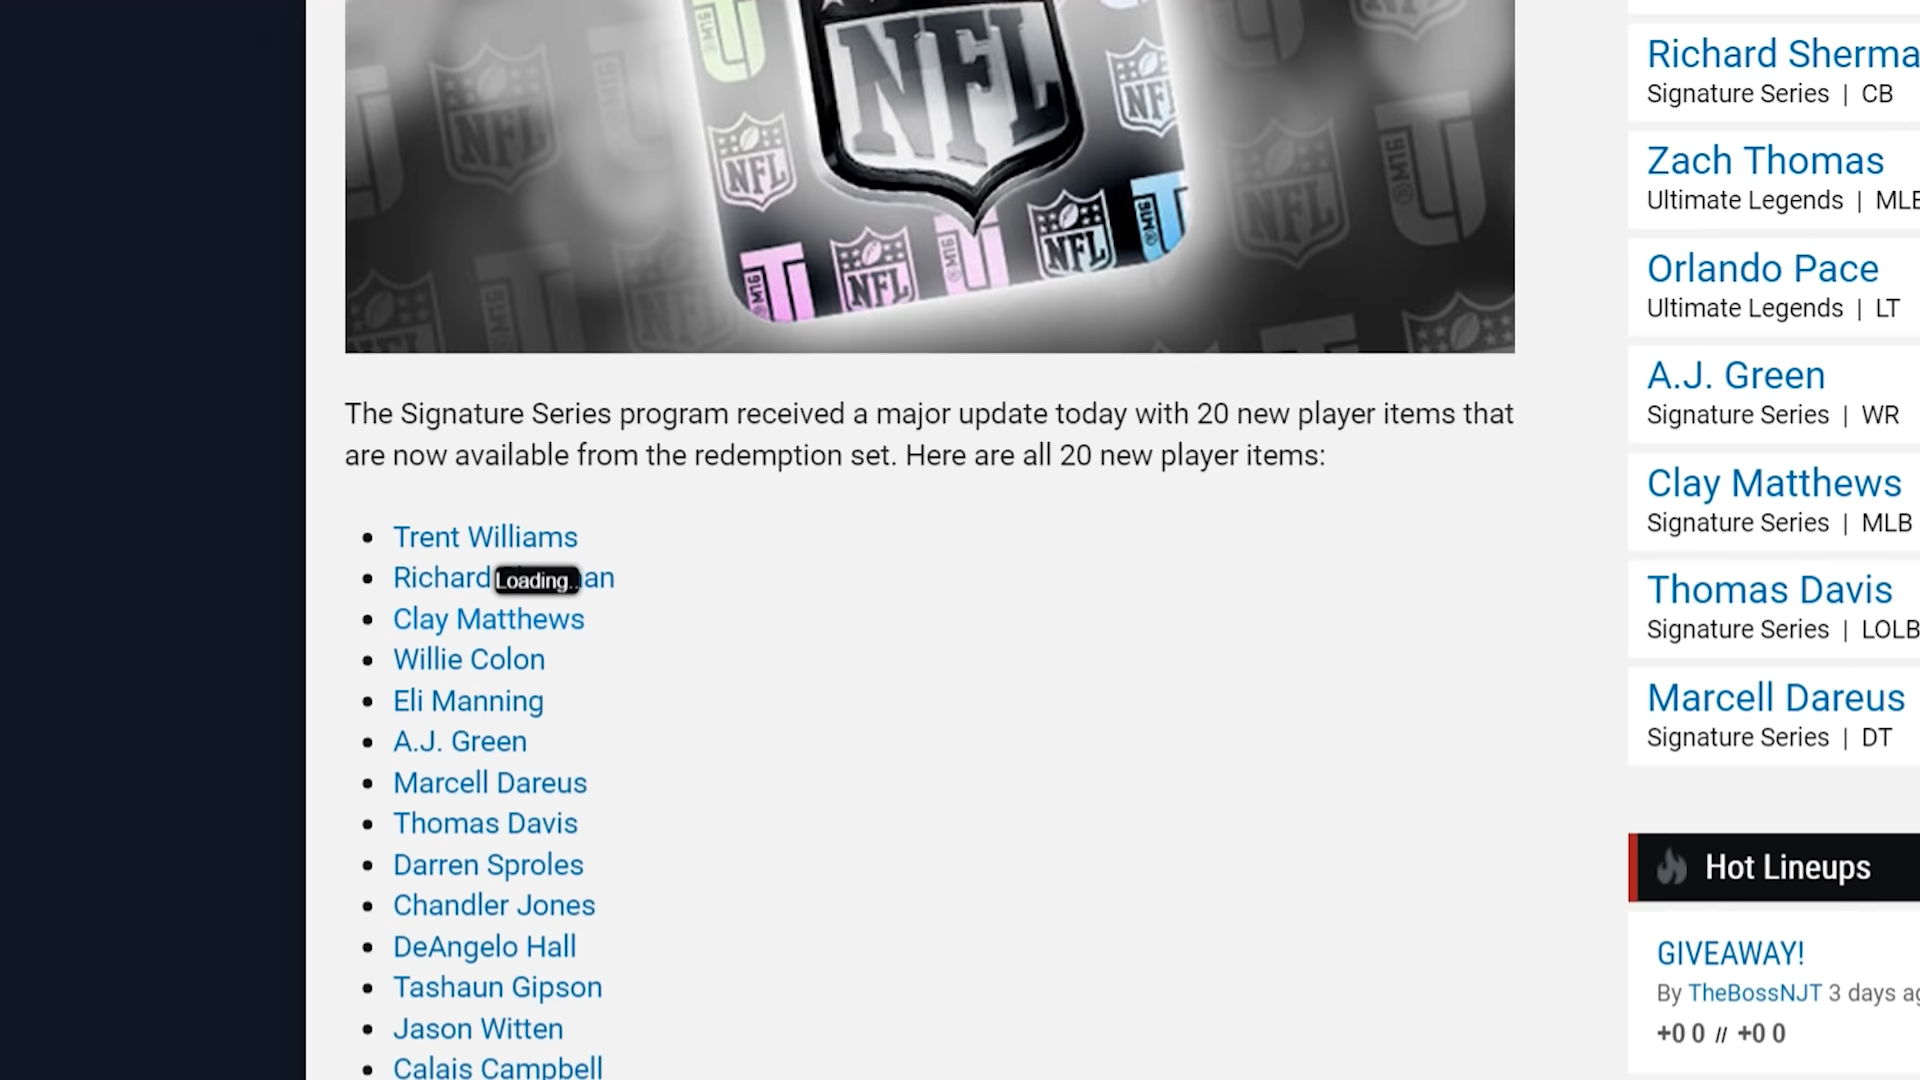 NFL
The Signature Series program received a major update today with 20 new player items that
are now available from the redemption set. Here are all 20 new player items:
Trent Williams
Richard Loading.. an
Clay Matthews
Willie Colon
Eli Manning
A.J. Green
Marcell Dareus
Thomas Davis
Darren Sproles
Chandler Jones
DeAngelo Hall
Tashaun Gipson
Jason Witten
Calais Campbell
Richard Sherma
Signature Series | CB
Zach Thomas
Ultimate Legends | MLB
Orlando Pace
Ultimate Legends | LT
A.J. Green
Signature Series | WR
Clay Matthews
Signature Series | MLB
Thomas Davis
Signature Series | LOLB
Marcell Dareus
Signature Series | DT
Hot Lineups
GIVEAWAY!
By TheBossNJT 3 days ag
+0 0 // +0 0